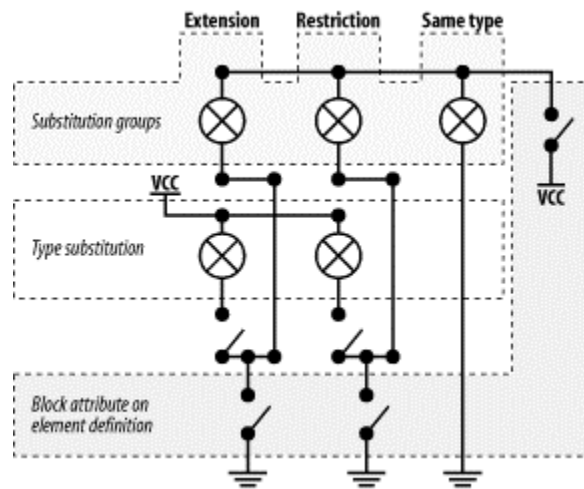 Extension Restriction Same type
Substitution groups
VCC
VCC
Type substitution
Block attribute on
element definition